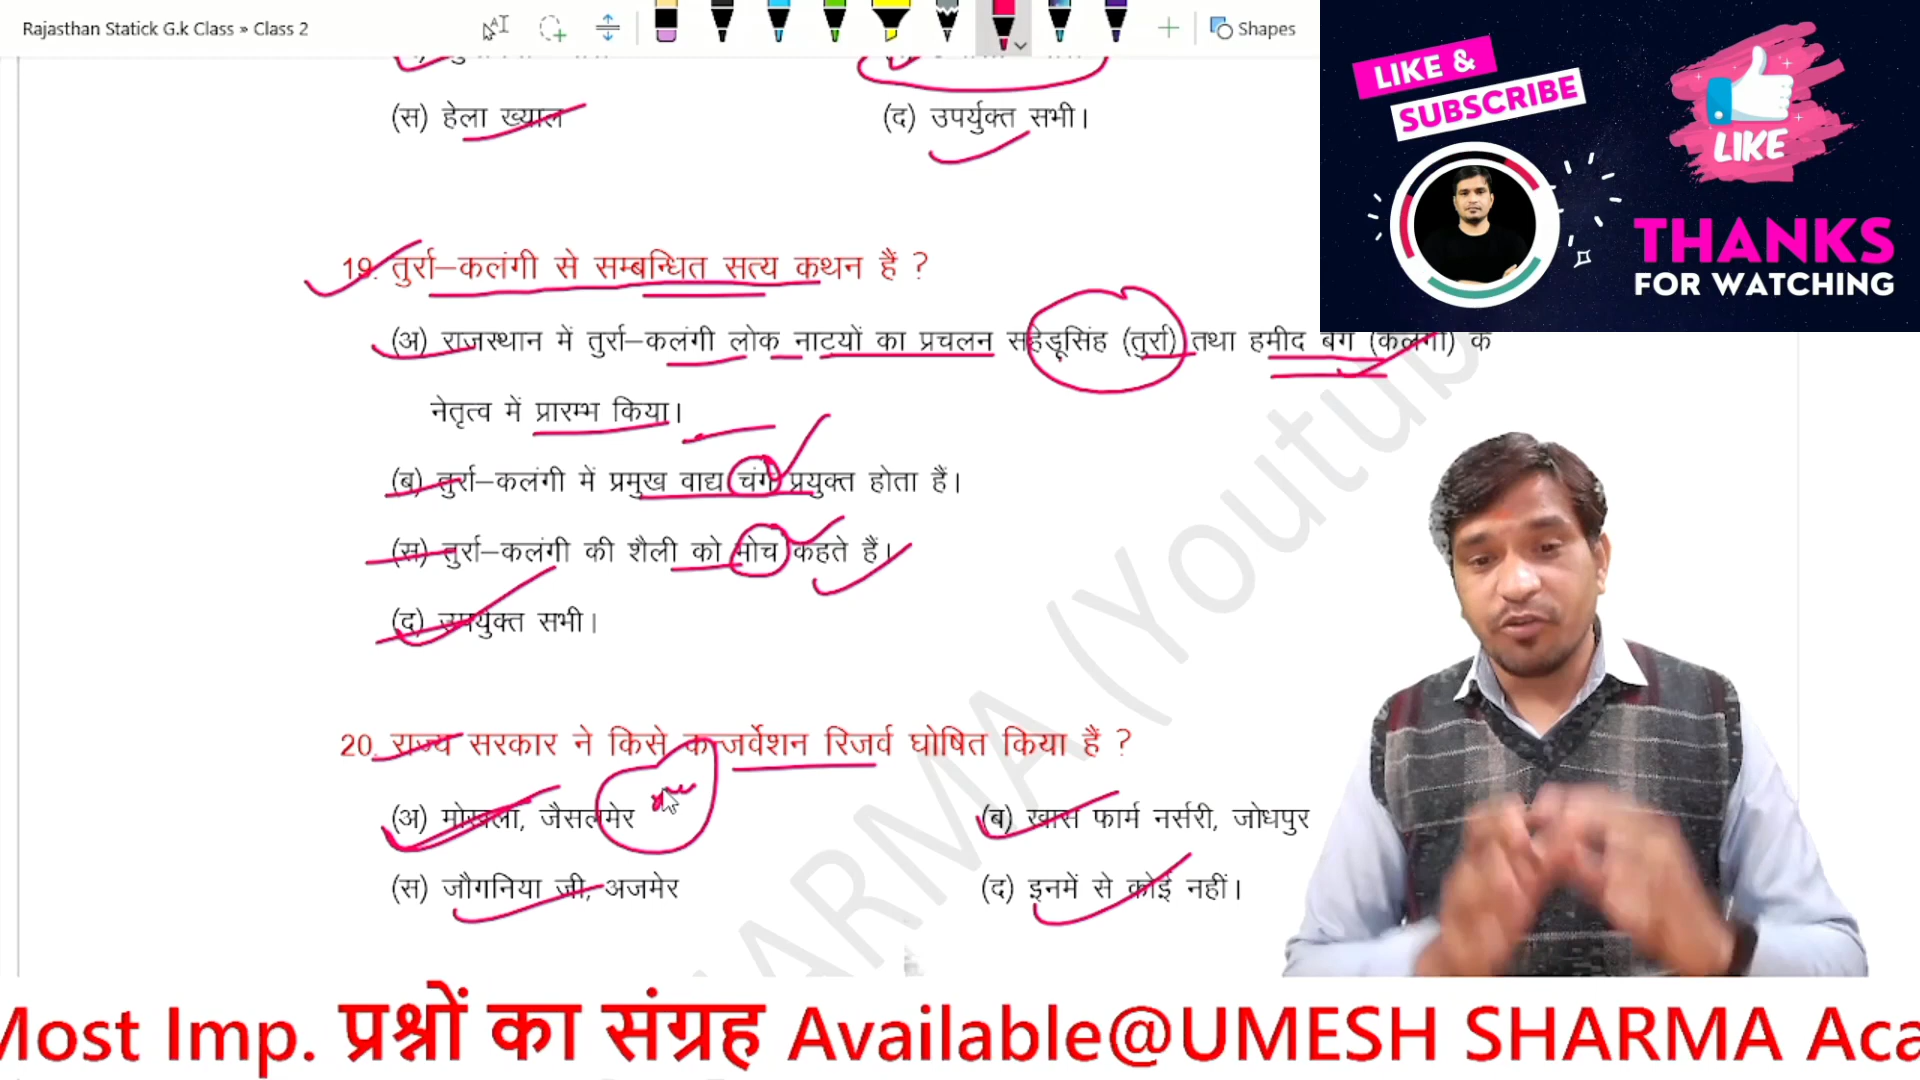 Rajasthan Statick G.k Class » Class 2
Shapes
LIKE &
SUBSCRIBE
LIKE
THANKS
FOR WATCHING
(स) हेला ख्याल (द) उपर्युक्त सभी।
19. तुर्रा–कलंगी से सम्बन्धित सत्य कथन हैं ?
(अ) राजस्थान में तुर्रा–कलंगी लोक नाटयों का प्रचलन सहेडूसिंह (तुर्रा) तथा हमीद बेग (कलंगी) के
नेतृत्व में प्रारम्भ किया।
(ब) तुर्रा–कलंगी में प्रमुख वाद्य चंग प्रयुक्त होता हैं।
(स) तुर्रा–कलंगी की शैली को मोच कहते हैं।
(द) उपर्युक्त सभी।
20. राज्य सरकार ने किसे कन्जर्वेशन रिजर्व घोषित किया हैं ?
(अ) मोखला, जैसलमेर (ब) खास फार्म नर्सरी, जोधपुर
(स) जौगनिया जी, अजमेर (द) इनमें से कोई नहीं।
ARMA (Youtub
Most Imp. प्रश्नों का संग्रह Available@UMESH SHARMA Aca